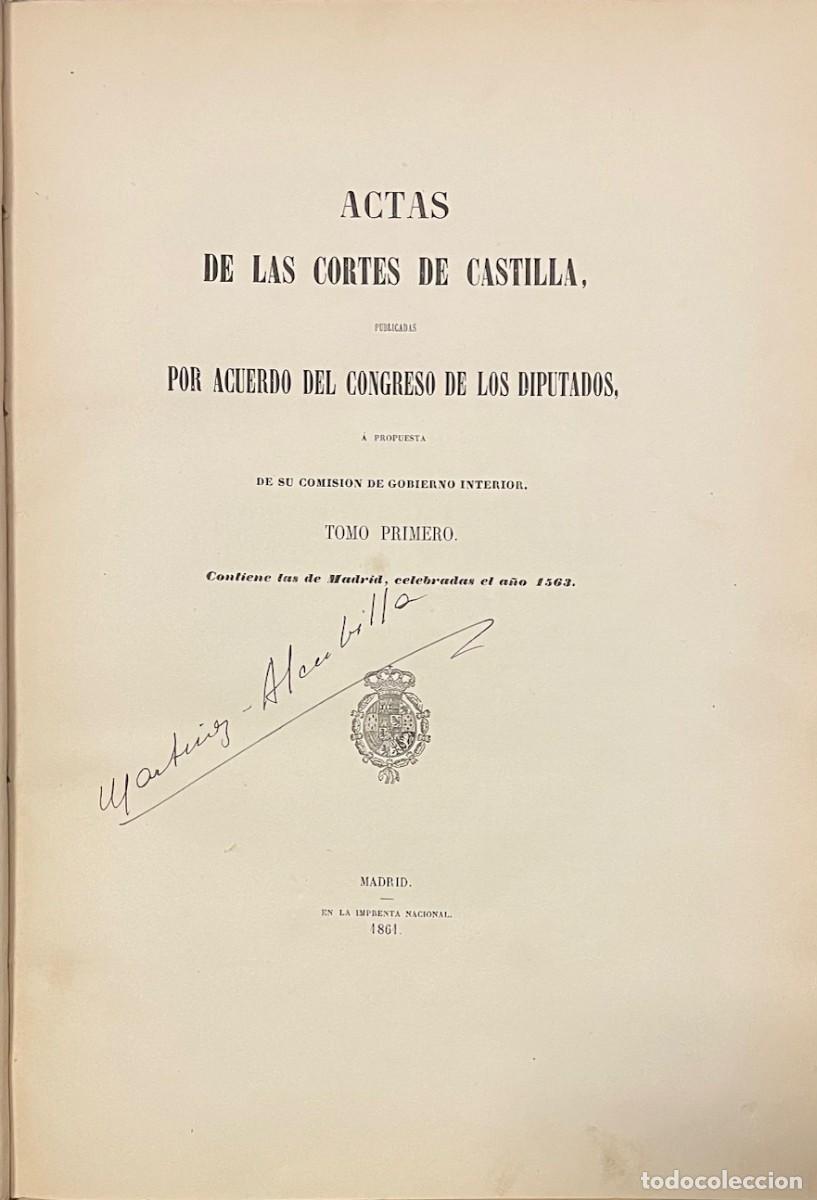 ACTAS
DE LAS CORTES DE CASTILLA,
PUBLICADAS
POR ACUERDO DEL CONGRESO DE LOS DIPUTADOS,
Á PROPUESTA
DE SU COMISION DE GOBIERNO INTERIOR.
TOMO PRIMERO.
Contiene las de Madrid, celebradas el año 1563.
Martinez-Alcubilla
MADRID.
EN LA IMPRENTA NACIONAL.
1861.
todocoleccion